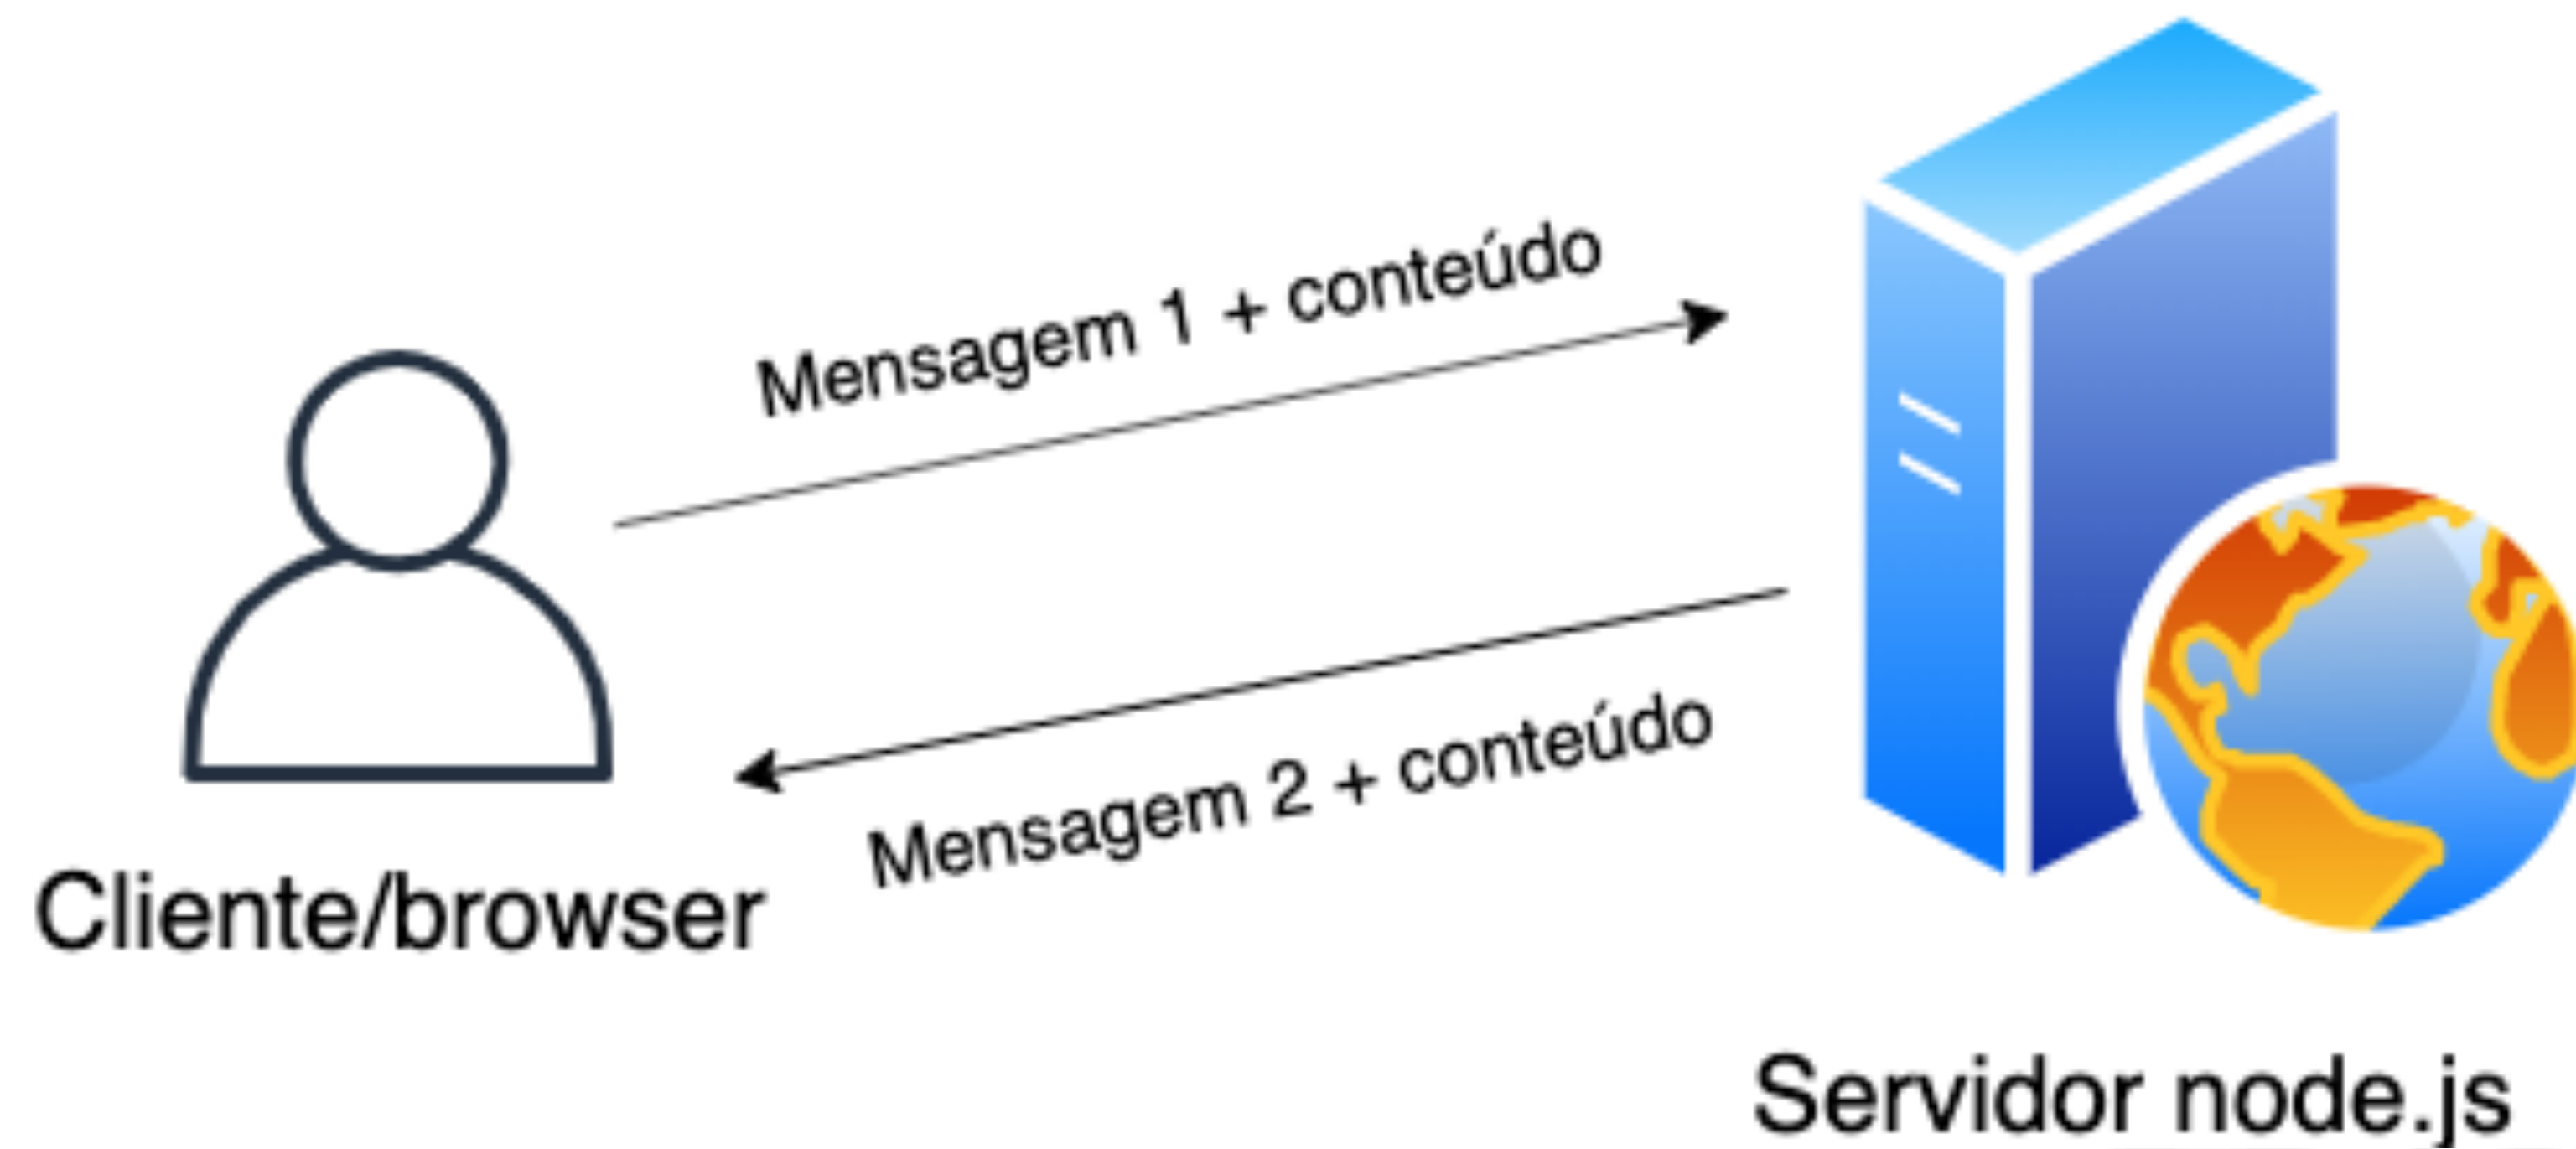 Mensagem 1 + conteúdo
Mensagem 2 + conteúdo
Cliente/browser
Servidor node.js